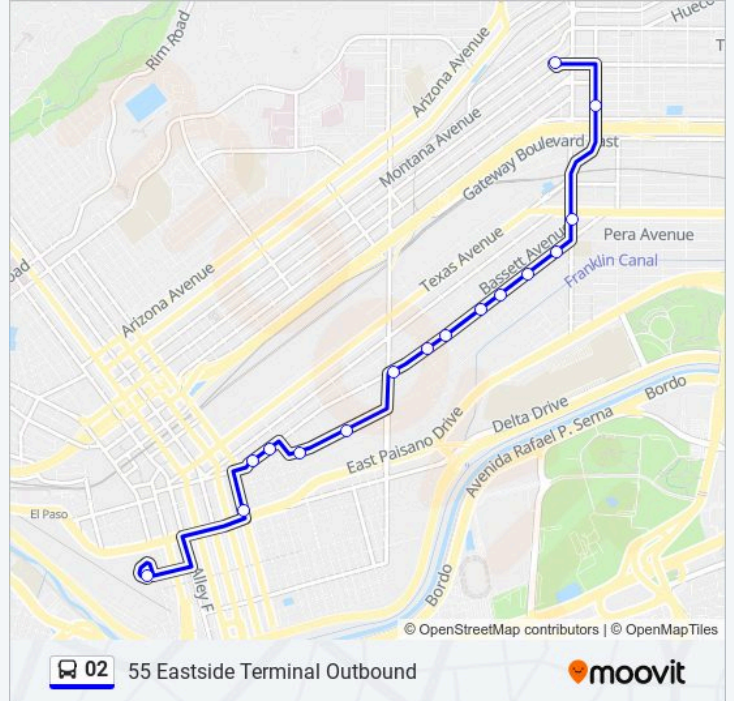 Hueco
Rim Road
T
Arizona Avenue
Montana Avenue
Gateway Boulevard East
Pera Avenue
Texas Avenue
Bassett Avenue
Franklin Canal
oad
Arizona Avenue
Bordo
Delta Drive
Avenida Rafael P. Serna
East Paisano Drive
El Paso
Alley F
Bordo
© OpenStreetMap contributors | © OpenMapTiles
02 55 Eastside Terminal Outbound
moovit